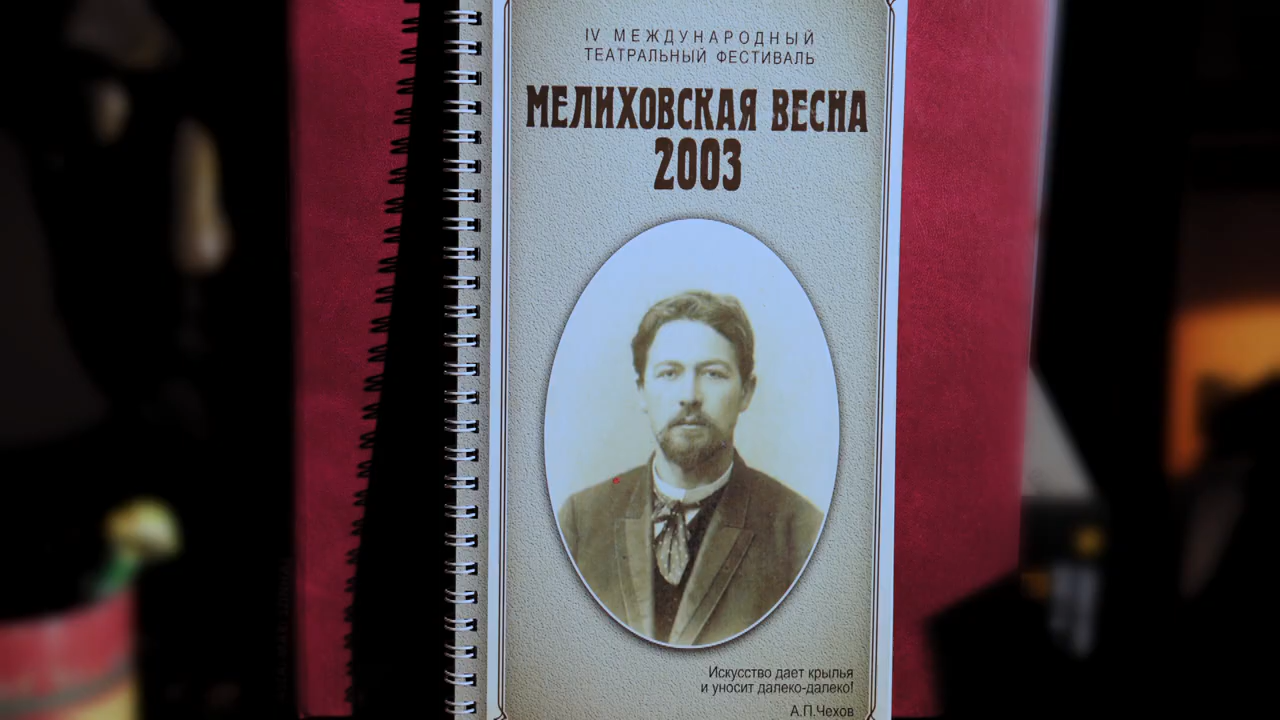 IV МЕЖДУНАРОДНЫЙ
ТЕАТРАЛЬНЫЙ ФЕСТИВАЛЬ
МЕЛИХОВСКАЯ ВЕСНА
2003
Искусство дает крылья
и уносит далеко-далеко!
А.П.Чехов